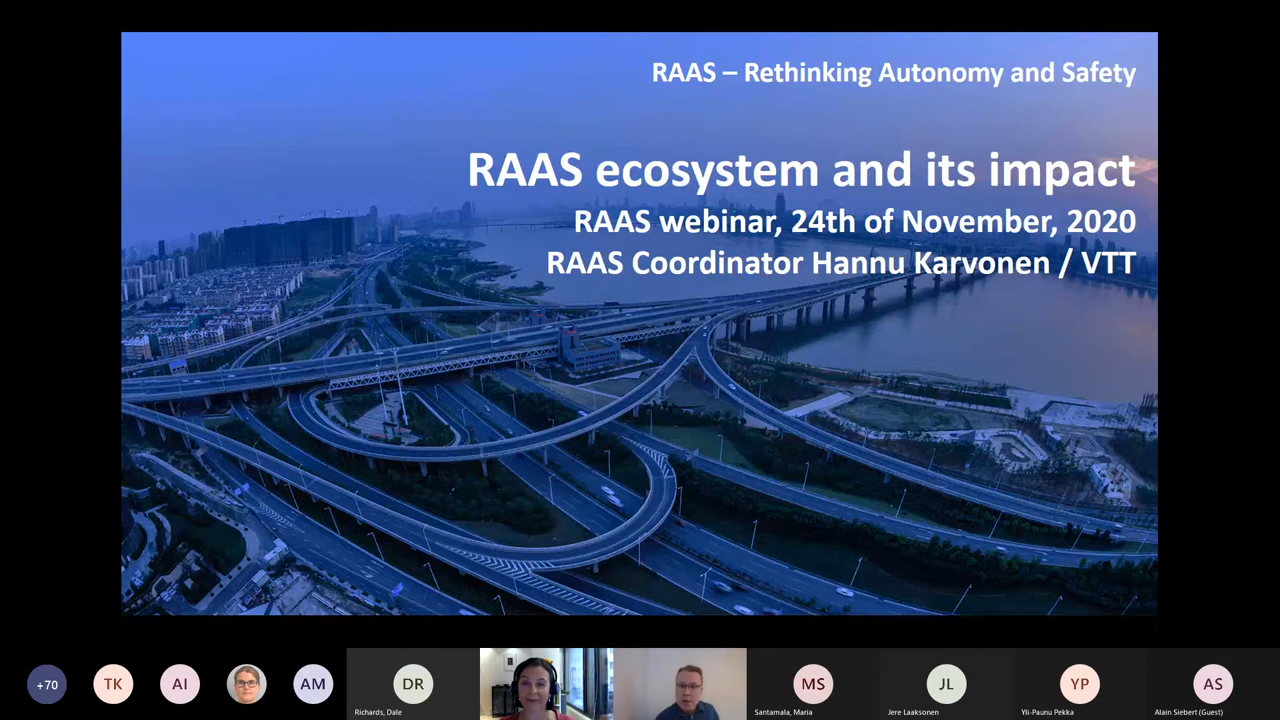 RAAS – Rethinking Autonomy and Safety
RAAS ecosystem and its impact
RAAS webinar, 24th of November, 2020
RAAS Coordinator Hannu Karvonen / VTT
+70
TK
AI
AM
DR
MS
JL
YP
AS
Richards, Dale
Santamala, Maria
Jere Laaksonen
Yli-Paunu Pekka
Alain Siebert (Guest)